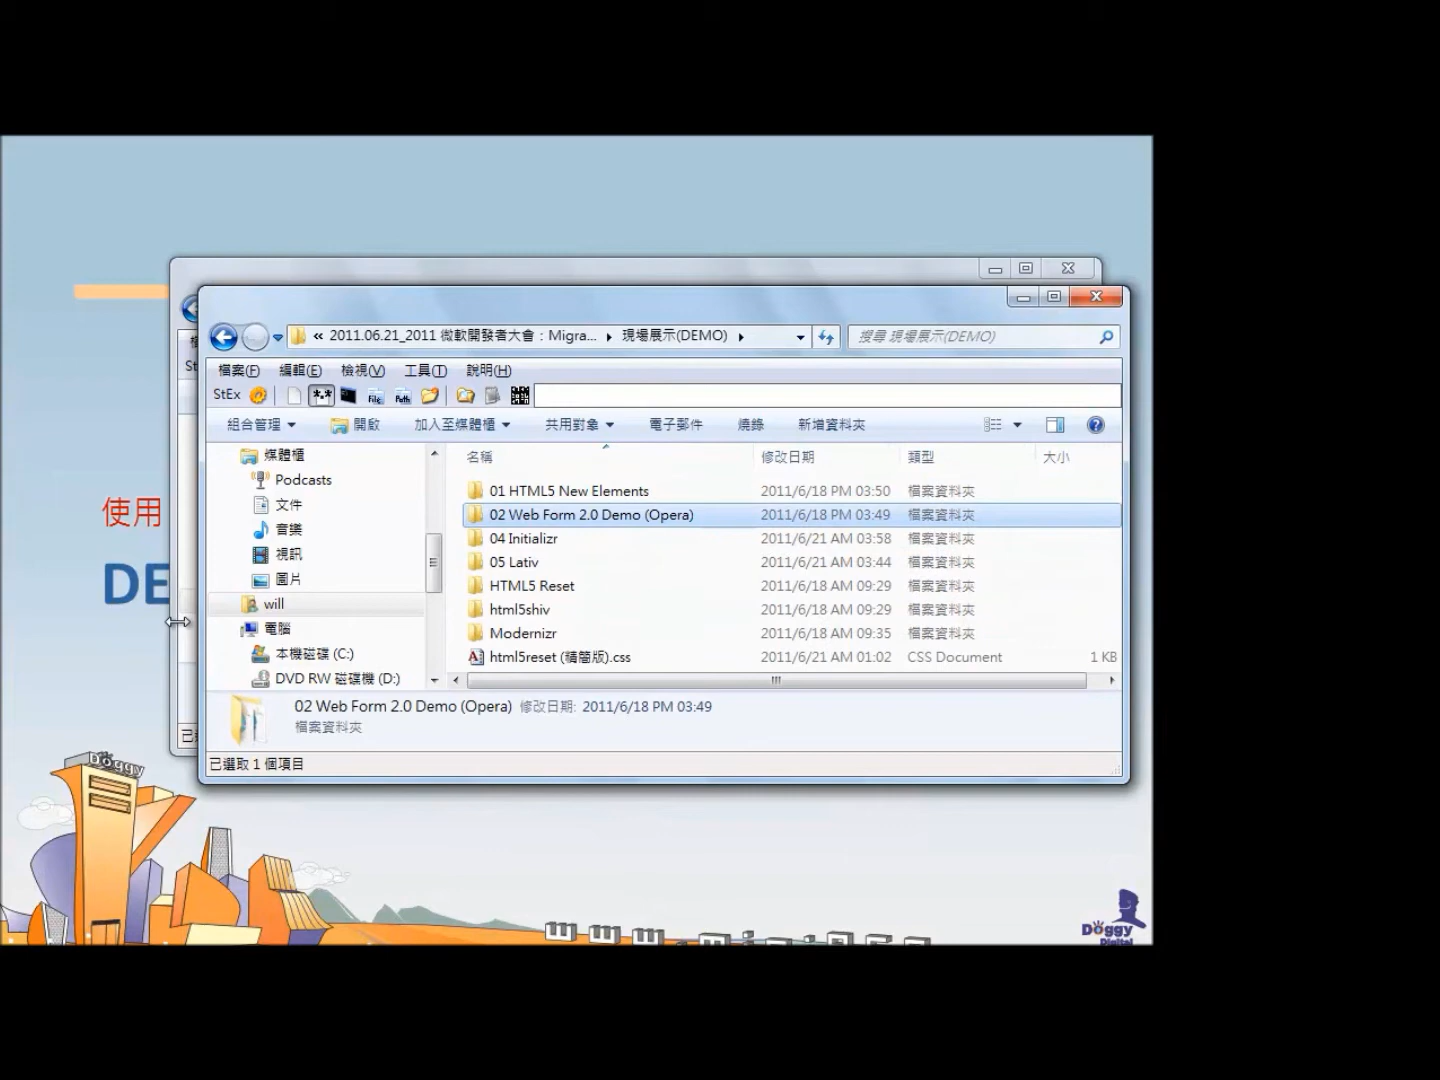 « 2011.06.21_2011 微軟開發者大會：Migra... ▸ 現場展示(DEMO) ▸
搜尋 現場展示(DEMO)
檔案(F) 編輯(E) 檢視(V) 工具(T) 說明(H)
StEx
組合管理 開啟 加入至媒體櫃 共用對象 電子郵件 燒錄 新增資料夾
媒體櫃
Podcasts
文件
音樂
視訊
圖片
will
電腦
本機磁碟 (C:)
DVD RW 磁碟機 (D:)
名稱 修改日期 類型 大小
01 HTML5 New Elements 2011/6/18 PM 03:50 檔案資料夾
02 Web Form 2.0 Demo (Opera) 2011/6/18 PM 03:49 檔案資料夾
04 Initializr 2011/6/21 AM 03:58 檔案資料夾
05 Lativ 2011/6/21 AM 03:44 檔案資料夾
HTML5 Reset 2011/6/18 AM 09:29 檔案資料夾
html5shiv 2011/6/18 AM 09:29 檔案資料夾
Modernizr 2011/6/18 AM 09:35 檔案資料夾
html5reset (精簡版).css 2011/6/21 AM 01:02 CSS Document 1 KB
02 Web Form 2.0 Demo (Opera) 修改日期: 2011/6/18 PM 03:49
檔案資料夾
已選取 1 個項目
使用
DE
Doggy
Doggy
Digital